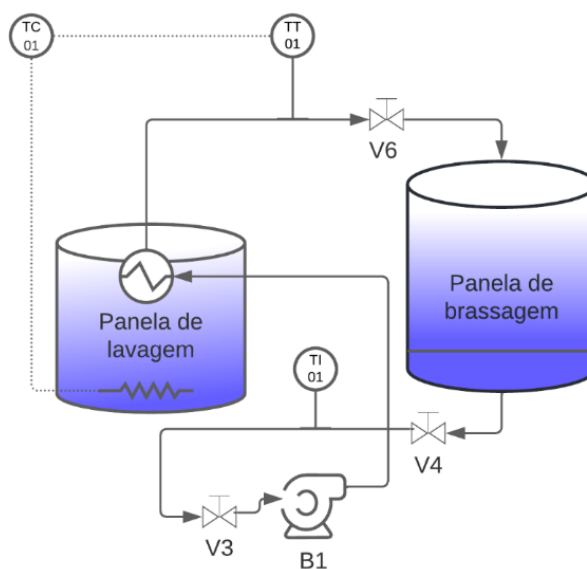 TC
01
TT
01
V6
Panela de
lavagem
Panela de
brassagem
TI
01
V4
V3
B1